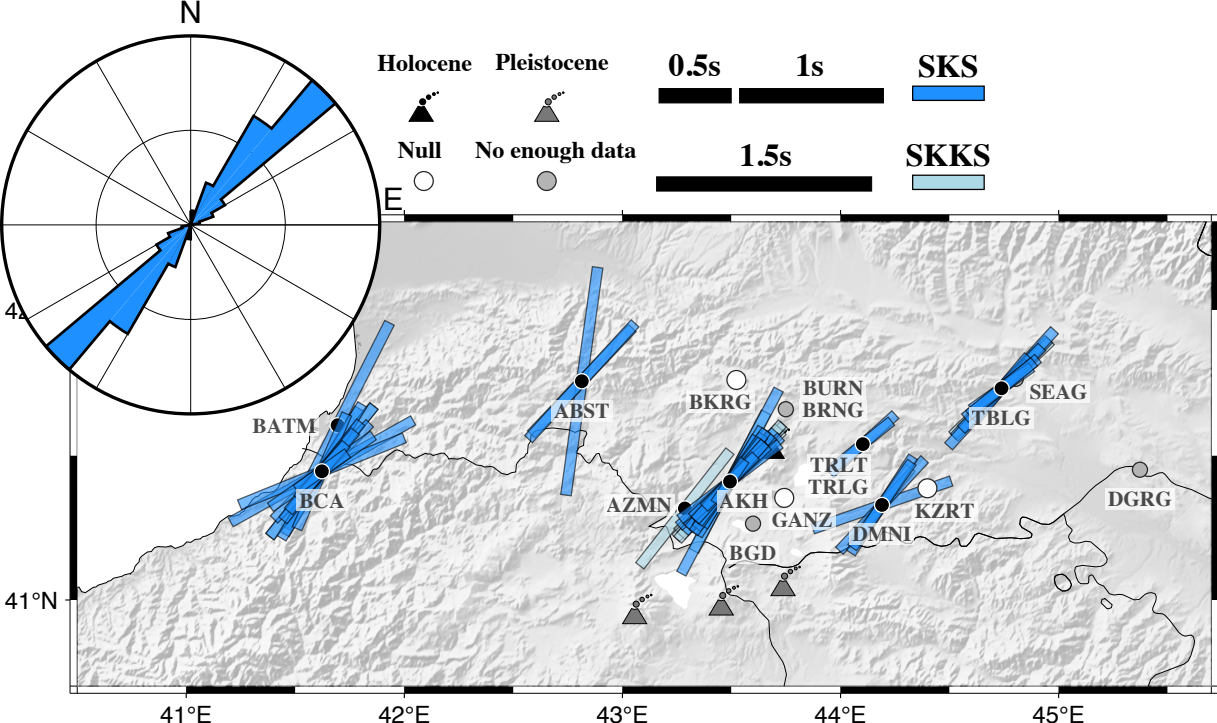 N
Holocene
Pleistocene
0.5s
1s
SKS
Null
No enough data
1.5s
SKKS
E
42
BATM
BCA
ABST
BKRG
BURN
BRNG
SEAG
TBLG
TRLT
TRLG
AZMN
AKH
GANZ
BGD
KZRT
DMNI
DGRG
41°N
41°E
42°E
43°E
44°E
45°E